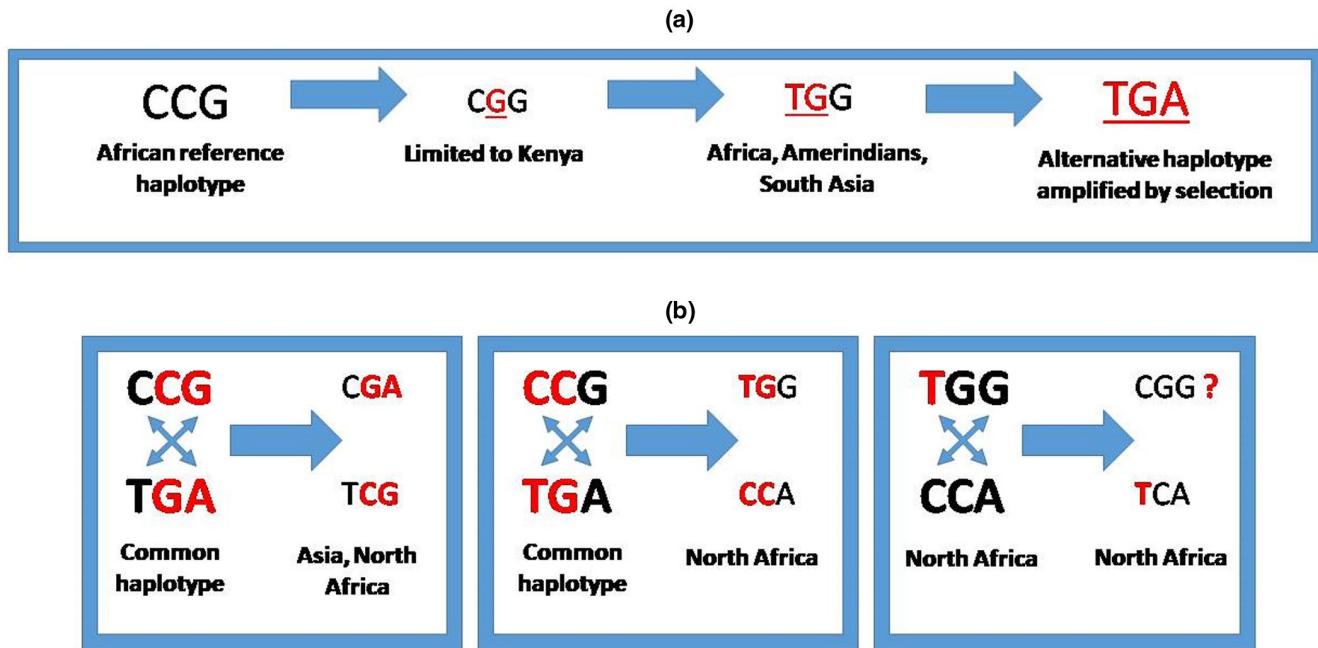 (a)
CCG
African reference
haplotype
CGG
Limited to Kenya
TGG
Africa, Amerindians,
South Asia
TGA
Alternative haplotype
amplified by selection
(b)
CCG
TGA
Common
haplotype
CGA
TCG
Asia, North
Africa
CCG
TGA
Common
haplotype
TGG
CCA
North Africa
TGG
CCA
North Africa
CGG ?
TCA
North Africa